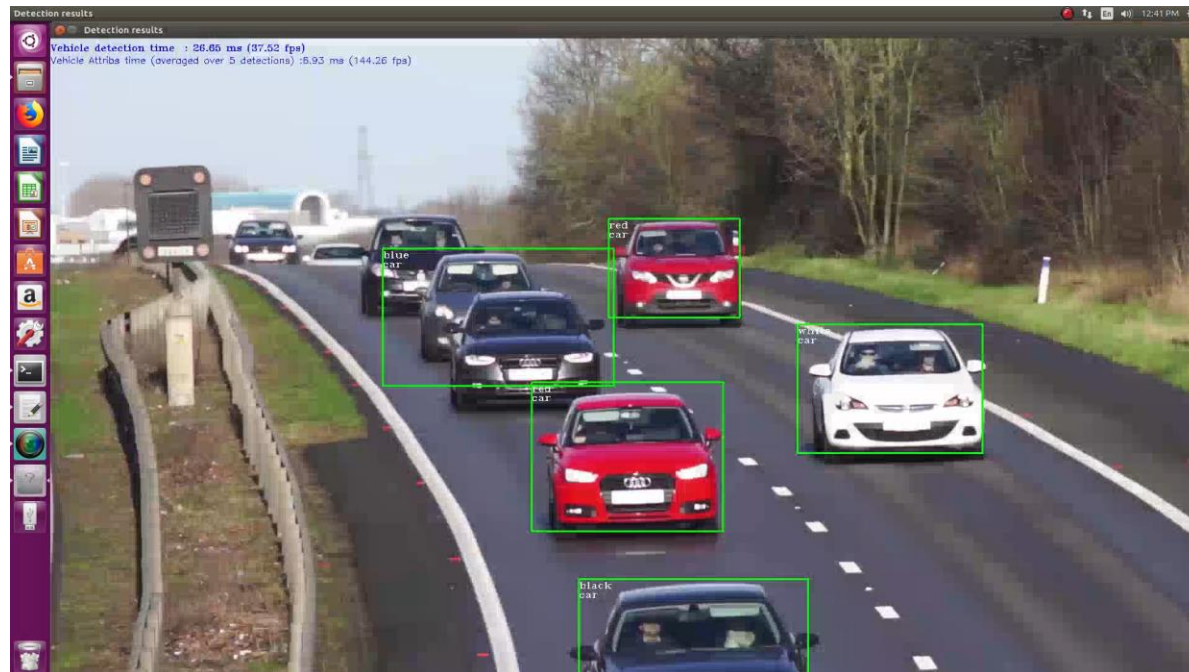 Detection results
En
12:41 PM
Detection results
Vehicle detection time : 26.65 ms (37.52 fps)
Vehicle Attribs time (averaged over 5 detections) :6.93 ms (144.26 fps)
red
car
blue
car
white
car
red
car
black
car